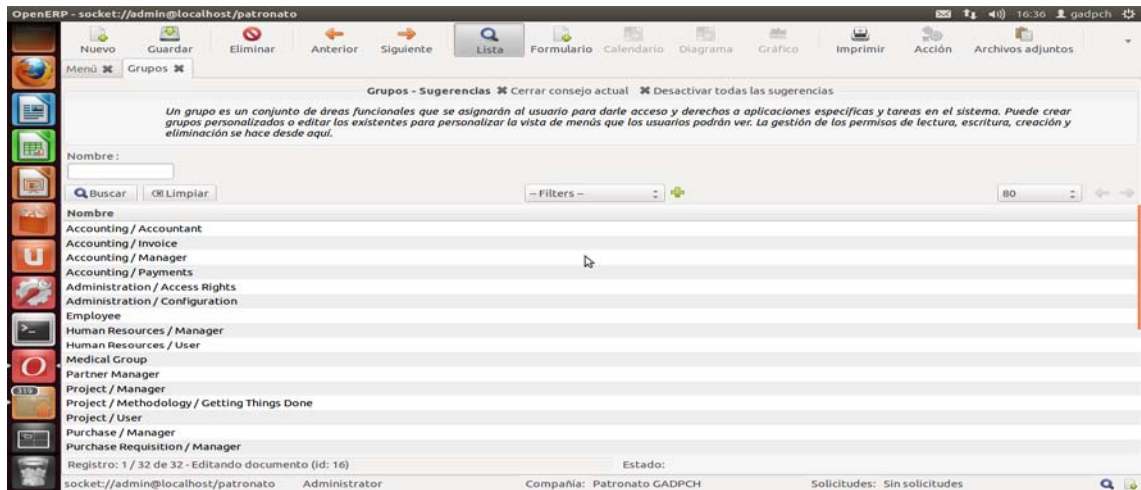 OpenERP - socket://admin@localhost/patronato 16:36 gadpch
Nuevo Guardar Eliminar Anterior Siguiente Lista Formulario Calendario Diagrama Gráfico Imprimir Acción Archivos adjuntos
Menú Grupos
Grupos - Sugerencias Cerrar consejo actual Desactivar todas las sugerencias
Un grupo es un conjunto de áreas funcionales que se asignarán al usuario para darle acceso y derechos a aplicaciones específicas y tareas en el sistema. Puede crear
grupos personalizados o editar los existentes para personalizar la vista de menús que los usuarios podrán ver. La gestión de los permisos de lectura, escritura, creación y
eliminación se hace desde aquí.
Nombre :
Buscar Limpiar -- Filters -- 80
Nombre
Accounting / Accountant
Accounting / Invoice
Accounting / Manager
Accounting / Payments
Administration / Access Rights
Administration / Configuration
Employee
Human Resources / Manager
Human Resources / User
Medical Group
Partner Manager
Project / Manager
Project / Methodology / Getting Things Done
Project / User
Purchase / Manager
Purchase Requisition / Manager
Registro: 1 / 32 de 32 - Editando documento (id: 16) Estado:
socket://admin@localhost/patronato Administrator Compañía: Patronato GADPCH Solicitudes: Sin solicitudes